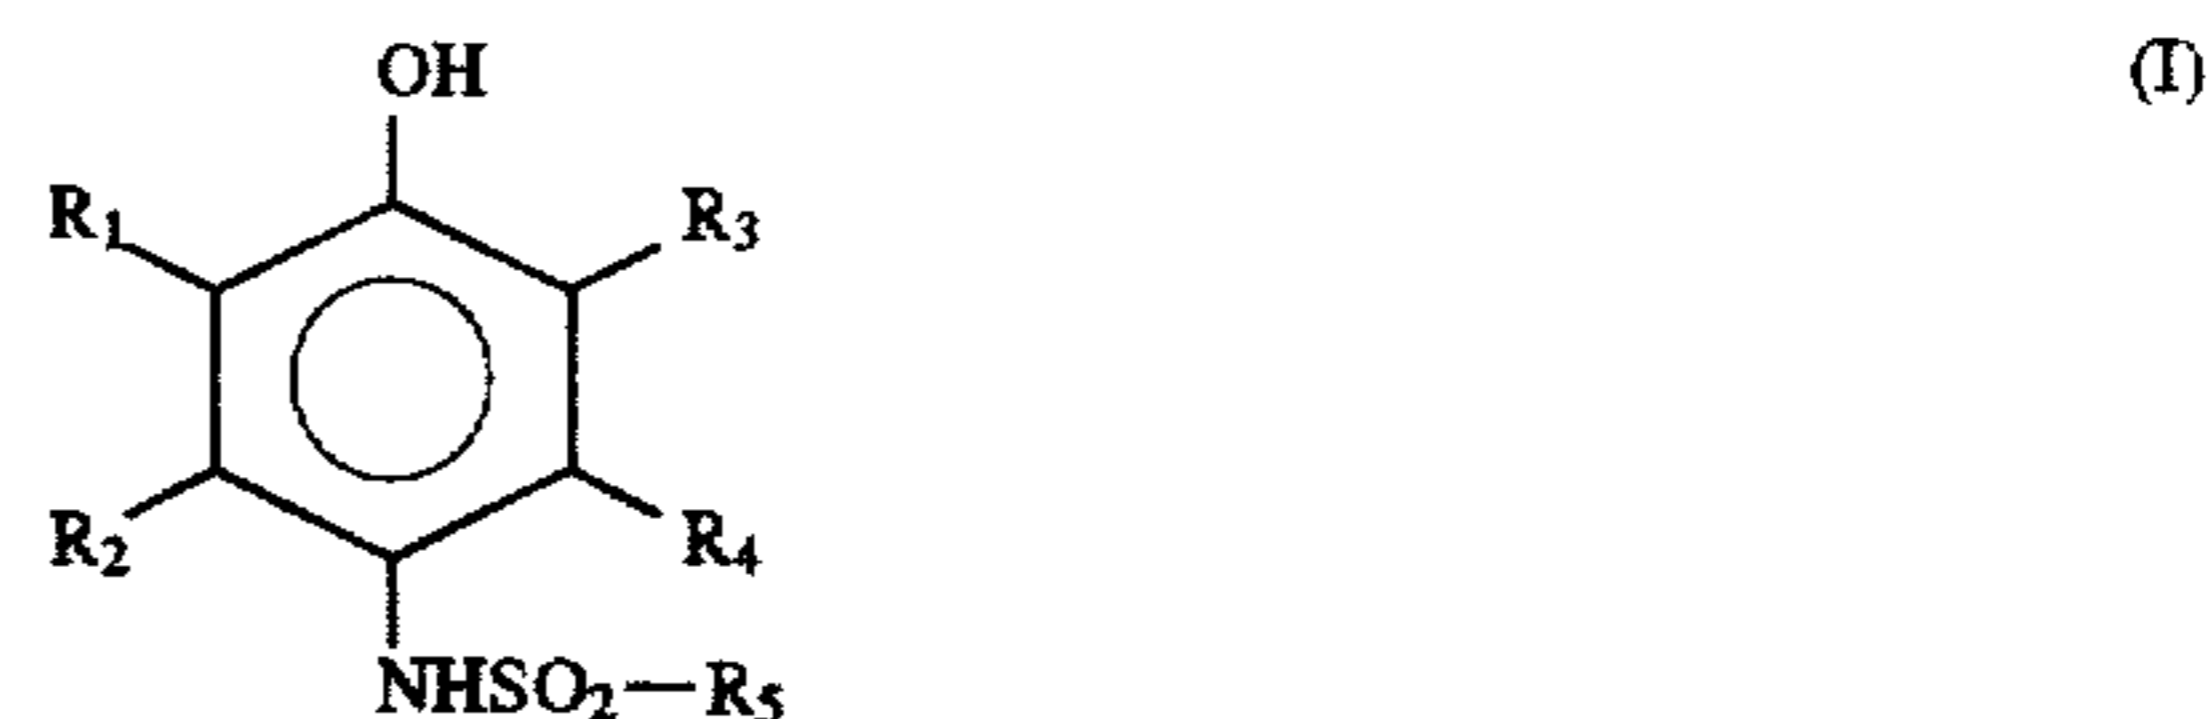 OH (I)
R1 R3
R2 R4
NHSO2—R5